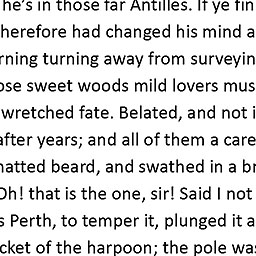 he's in those far Antilles. If ye fin
herefore had changed his mind a
rning turning away from surveyin
ose sweet woods mild lovers mus
wretched fate. Belated, and not i
after years; and all of them a care
natted beard, and swathed in a br
Oh! that is the one, sir! Said I not
s Perth, to temper it, plunged it a
cket of the harpoon; the pole was